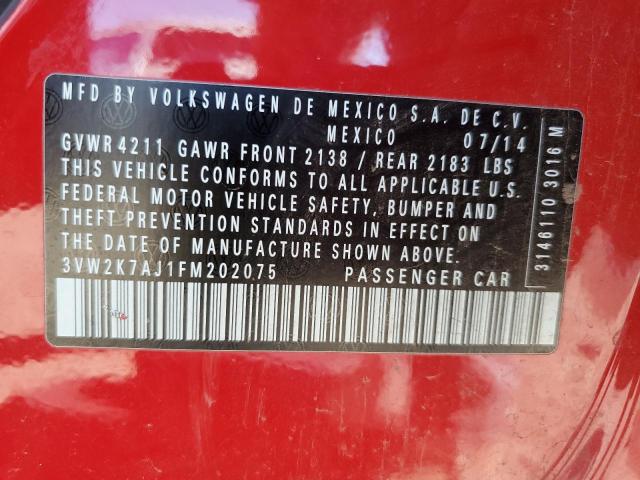 MFD BY VOLKSWAGEN DE MEXICO S.A. DE C.V.
MEXICO 07/14
GVWR 4211 GAWR FRONT 2138 / REAR 2183 LBS
THIS VEHICLE CONFORMS TO ALL APPLICABLE U.S.
FEDERAL MOTOR VEHICLE SAFETY, BUMPER AND
THEFT PREVENTION STANDARDS IN EFFECT ON
THE DATE OF MANUFACTURE SHOWN ABOVE.
3VW2K7AJ1FM202075 PASSENGER CAR
3146110 3016 M